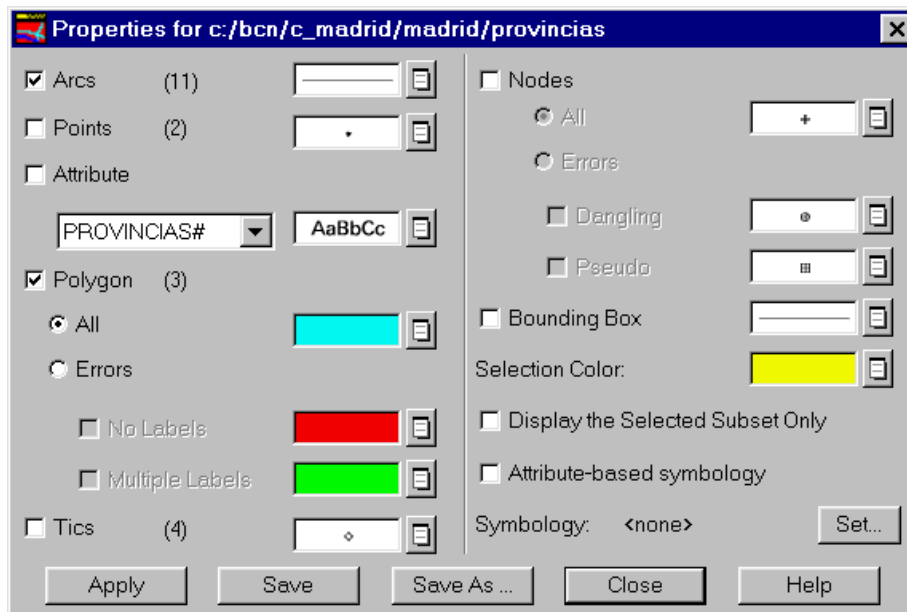 Properties for c:/bcn/c_madrid/madrid/provincias
Arcs (11)
Points (2)
Attribute
PROVINCIAS# AaBbCc
Polygon (3)
All
Errors
No Labels
Multiple Labels
Tics (4)
Nodes
All
Errors
Dangling
Pseudo
Bounding Box
Selection Color:
Display the Selected Subset Only
Attribute-based symbology
Symbology: <none> Set...
Apply Save Save As ... Close Help